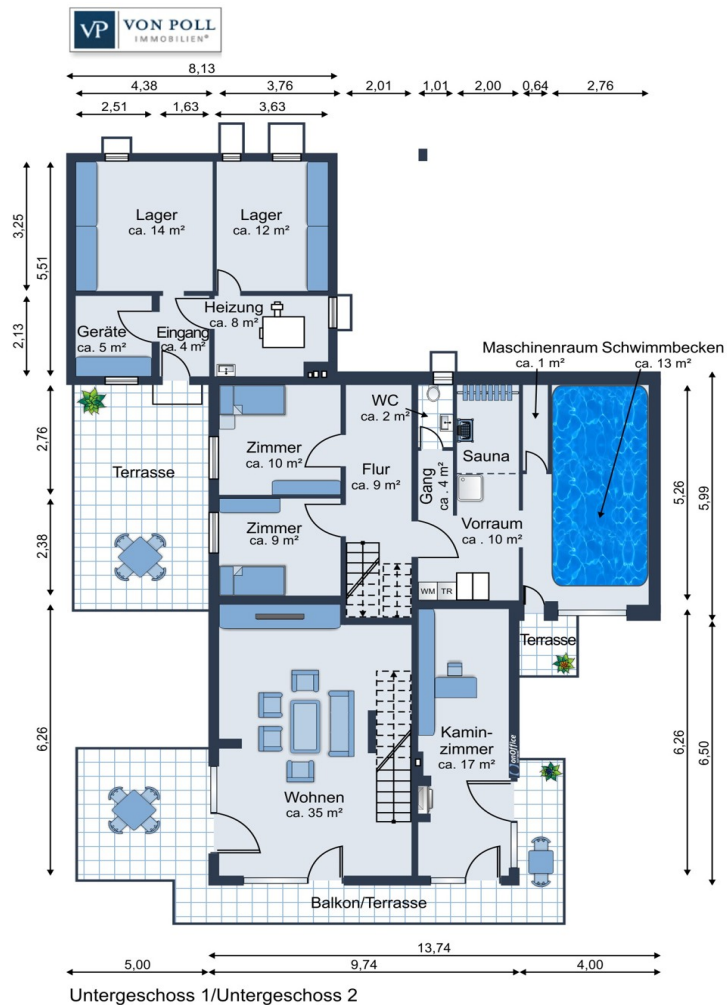 VP VON POLL
IMMOBILIEN®
8,13
4,38 3,76 2,01 1,01 2,00 0,64 2,76
2,51 1,63 3,63
3,25
5,51
2,13
Lager
ca. 14 m²
Lager
ca. 12 m²
Heizung
ca. 8 m²
Geräte
ca. 5 m²
Eingang
ca. 4 m²
Maschinenraum
ca. 1 m²
Schwimmbecken
ca. 13 m²
WC
ca. 2 m²
2,76
Terrasse
Zimmer
ca. 10 m²
Flur
ca. 9 m²
Gang
ca. 4 m²
Sauna
5,26
5,99
2,38
Zimmer
ca. 9 m²
Vorraum
ca . 10 m²
WM TR
Terrasse
6,26
Kamin-
zimmer
ca. 17 m²
onOffice
6,26
6,50
Wohnen
ca. 35 m²
Balkon/Terrasse
13,74
5,00 9,74 4,00
Untergeschoss 1/Untergeschoss 2